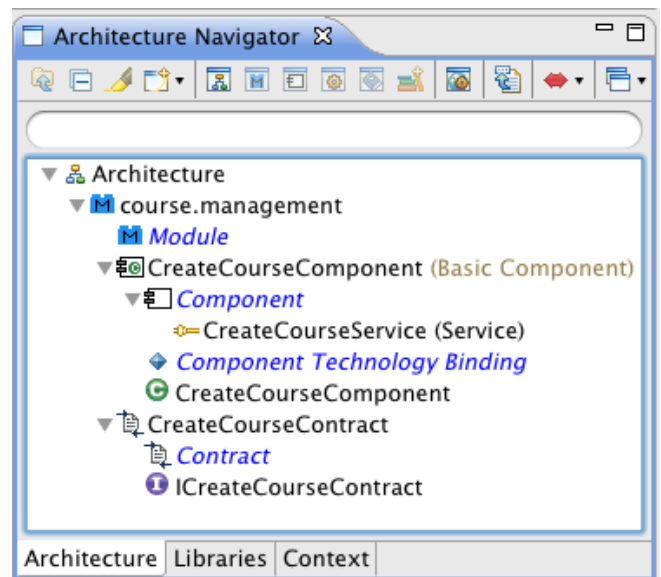 Architecture Navigator
Architecture
course.management
Module
CreateCourseComponent (Basic Component)
Component
CreateCourseService (Service)
Component Technology Binding
CreateCourseComponent
CreateCourseContract
Contract
ICreateCourseContract
Architecture Libraries Context